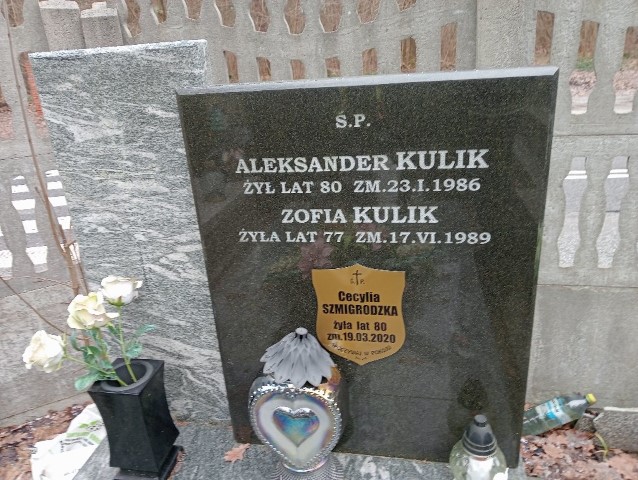 Ś.P.
ALEKSANDER KULIK
ŻYŁ LAT 80 ZM.23.I.1986
ZOFIA KULIK
ŻYŁA LAT 77 ZM.17.VI.1989
Ś. P.
Cecylia
SZMIGRODZKA
żyła lat 80
zm.19.03.2020